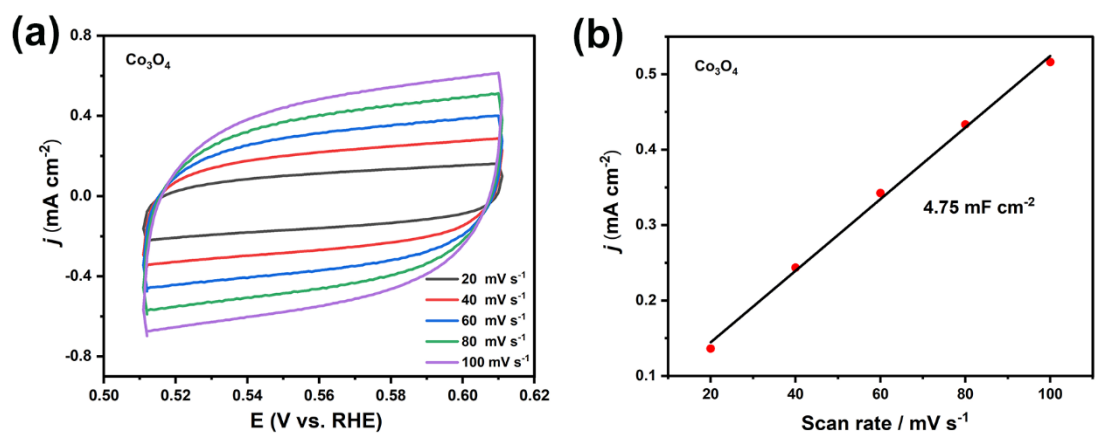 (a)
Co₃O₄
0.8
0.4
0.0
-0.4
-0.8
j (mA cm⁻²)
20 mV s⁻¹
40 mV s⁻¹
60 mV s⁻¹
80 mV s⁻¹
100 mV s⁻¹
0.50 0.52 0.54 0.56 0.58 0.60 0.62
E (V vs. RHE)
(b)
Co₃O₄
0.5
0.4
0.3
0.2
0.1
j (mA cm⁻²)
4.75 mF cm⁻²
20 40 60 80 100
Scan rate / mV s⁻¹